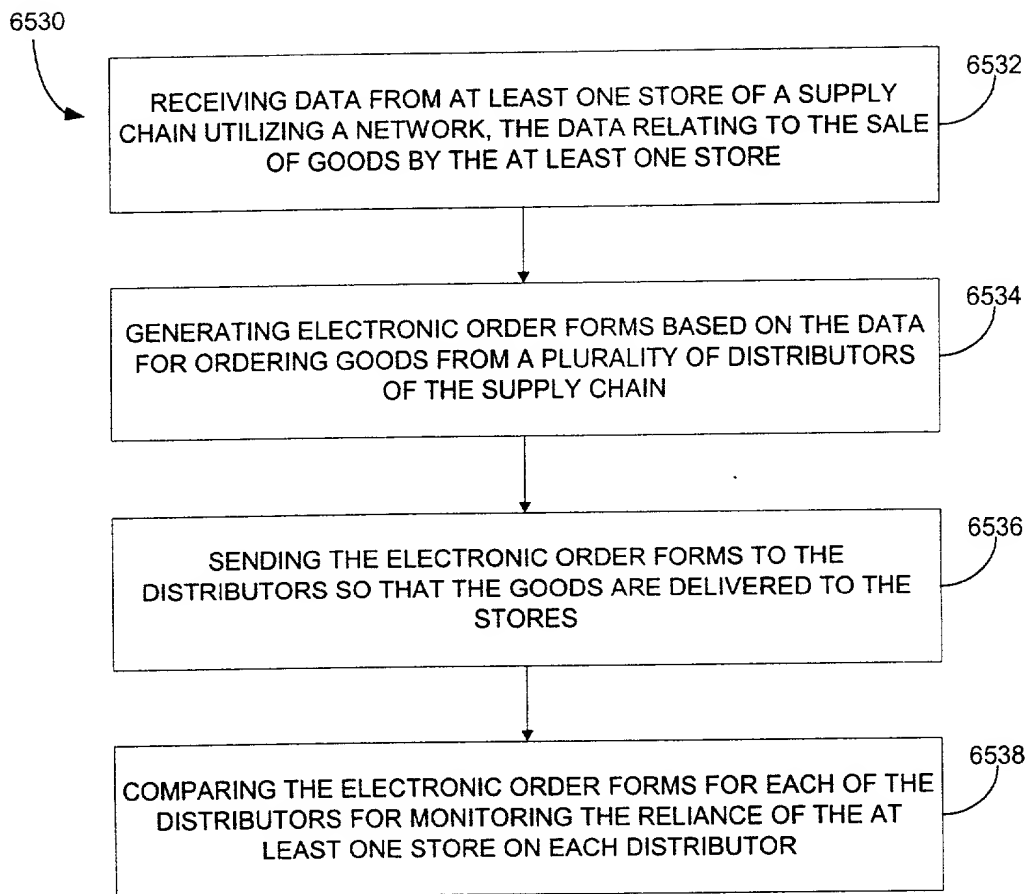 6530
6532
RECEIVING DATA FROM AT LEAST ONE STORE OF A SUPPLY
CHAIN UTILIZING A NETWORK, THE DATA RELATING TO THE SALE
OF GOODS BY THE AT LEAST ONE STORE
6534
GENERATING ELECTRONIC ORDER FORMS BASED ON THE DATA
FOR ORDERING GOODS FROM A PLURALITY OF DISTRIBUTORS
OF THE SUPPLY CHAIN
6536
SENDING THE ELECTRONIC ORDER FORMS TO THE
DISTRIBUTORS SO THAT THE GOODS ARE DELIVERED TO THE
STORES
6538
COMPARING THE ELECTRONIC ORDER FORMS FOR EACH OF THE
DISTRIBUTORS FOR MONITORING THE RELIANCE OF THE AT
LEAST ONE STORE ON EACH DISTRIBUTOR